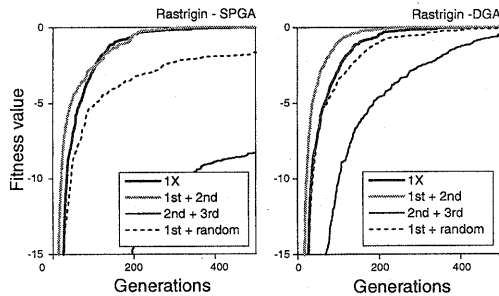 Rastrigin - SPGA
Fitness value
0
-5
-10
-15
0
200
400
Generations
1X
1st + 2nd
2nd + 3rd
1st + random
Rastrigin -DGA
0
-5
-10
-15
0
200
400
Generations
1X
1st + 2nd
2nd + 3rd
1st + random